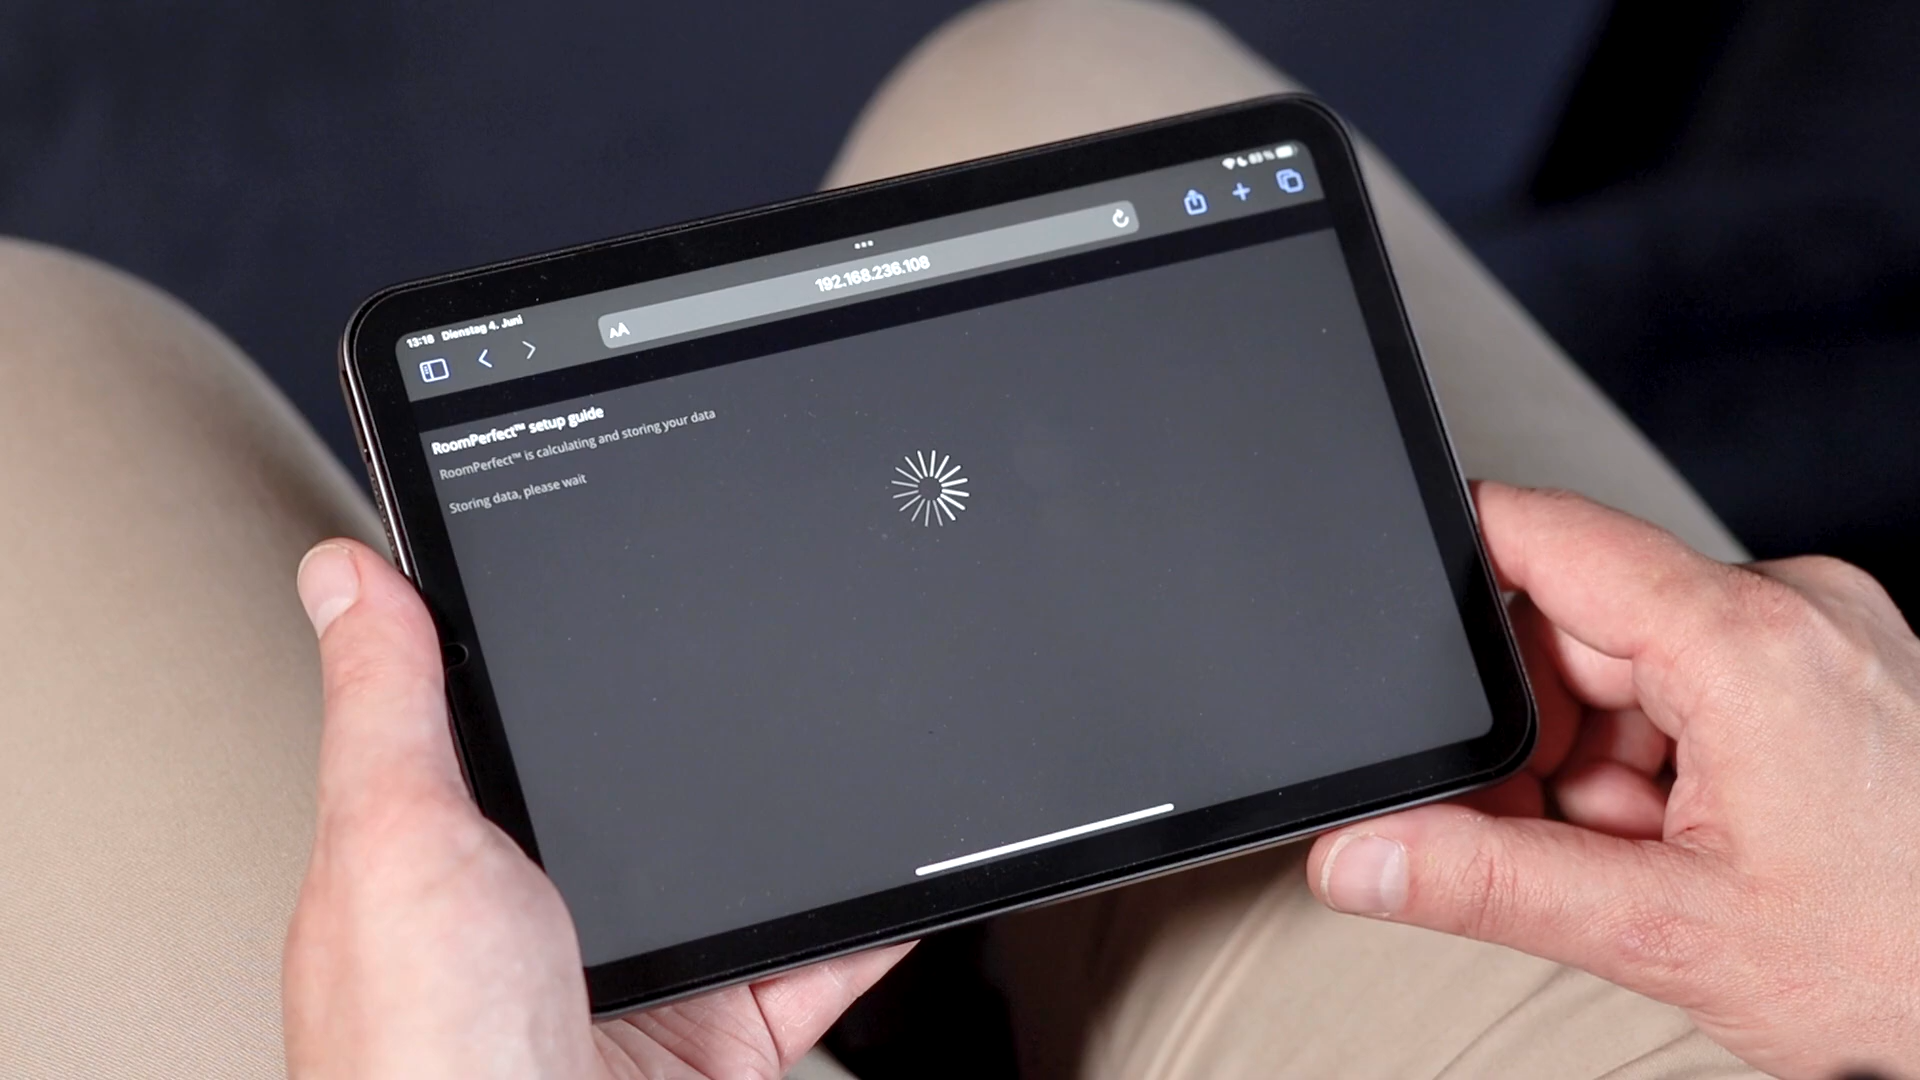 13:18 Dienstag 4. Juni
83 %
AA
192.168.236.108
RoomPerfect™ setup guide
RoomPerfect™ is calculating and storing your data
Storing data, please wait